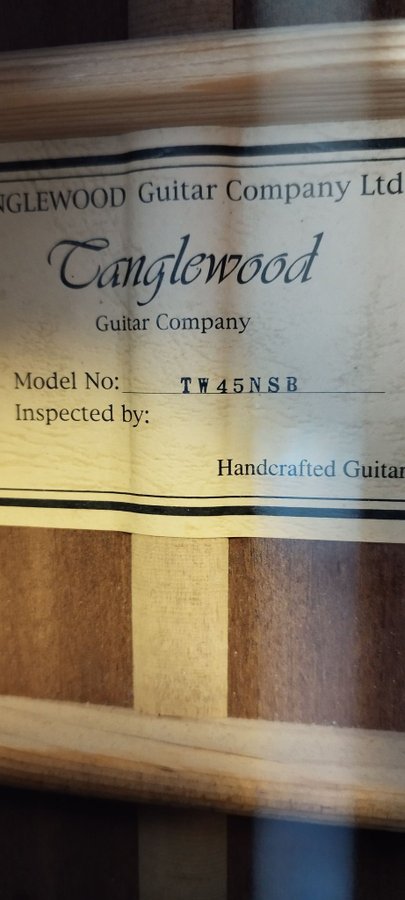 NGLEWOOD Guitar Company Ltd
Tanglewood
Guitar Company
Model No: TW45NSB
Inspected by:
Handcrafted Guitar